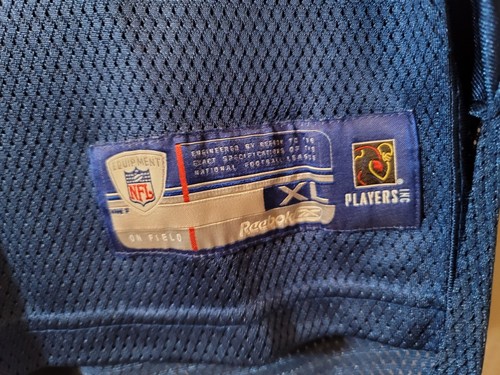 EQUIPMENT
NFL
ON FIELD
ENGINEERED BY REEBOK TO THE
EXACT SPECIFICATIONS OF THE
NATIONAL FOOTBALL LEAGUE
XL
Reebok
PLAYERS INC